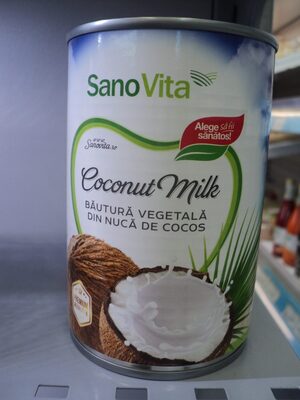 SanoVita
Alege să fii
sănătos!
www.
Sanovita.ro
Coconut Milk
BĂUTURĂ VEGETALĂ
DIN NUCĂ DE COCOS